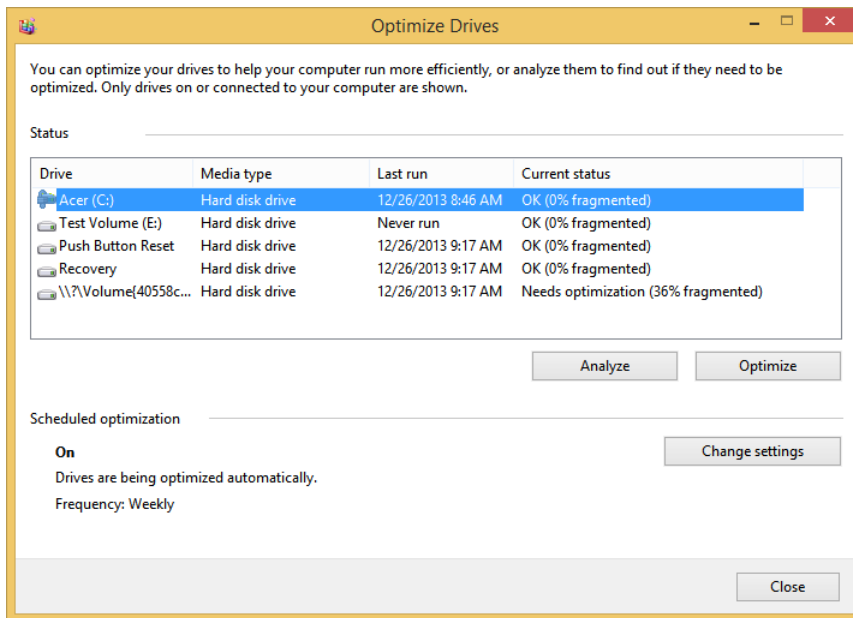 Optimize Drives
You can optimize your drives to help your computer run more efficiently, or analyze them to find out if they need to be
optimized. Only drives on or connected to your computer are shown.
Status
Drive Media type Last run Current status
Acer (C:) Hard disk drive 12/26/2013 8:46 AM OK (0% fragmented)
Test Volume (E:) Hard disk drive Never run OK (0% fragmented)
Push Button Reset Hard disk drive 12/26/2013 9:17 AM OK (0% fragmented)
Recovery Hard disk drive 12/26/2013 9:17 AM OK (0% fragmented)
\\?\Volume{40558c... Hard disk drive 12/26/2013 9:17 AM Needs optimization (36% fragmented)
Analyze Optimize
Scheduled optimization
On Change settings
Drives are being optimized automatically.
Frequency: Weekly
Close